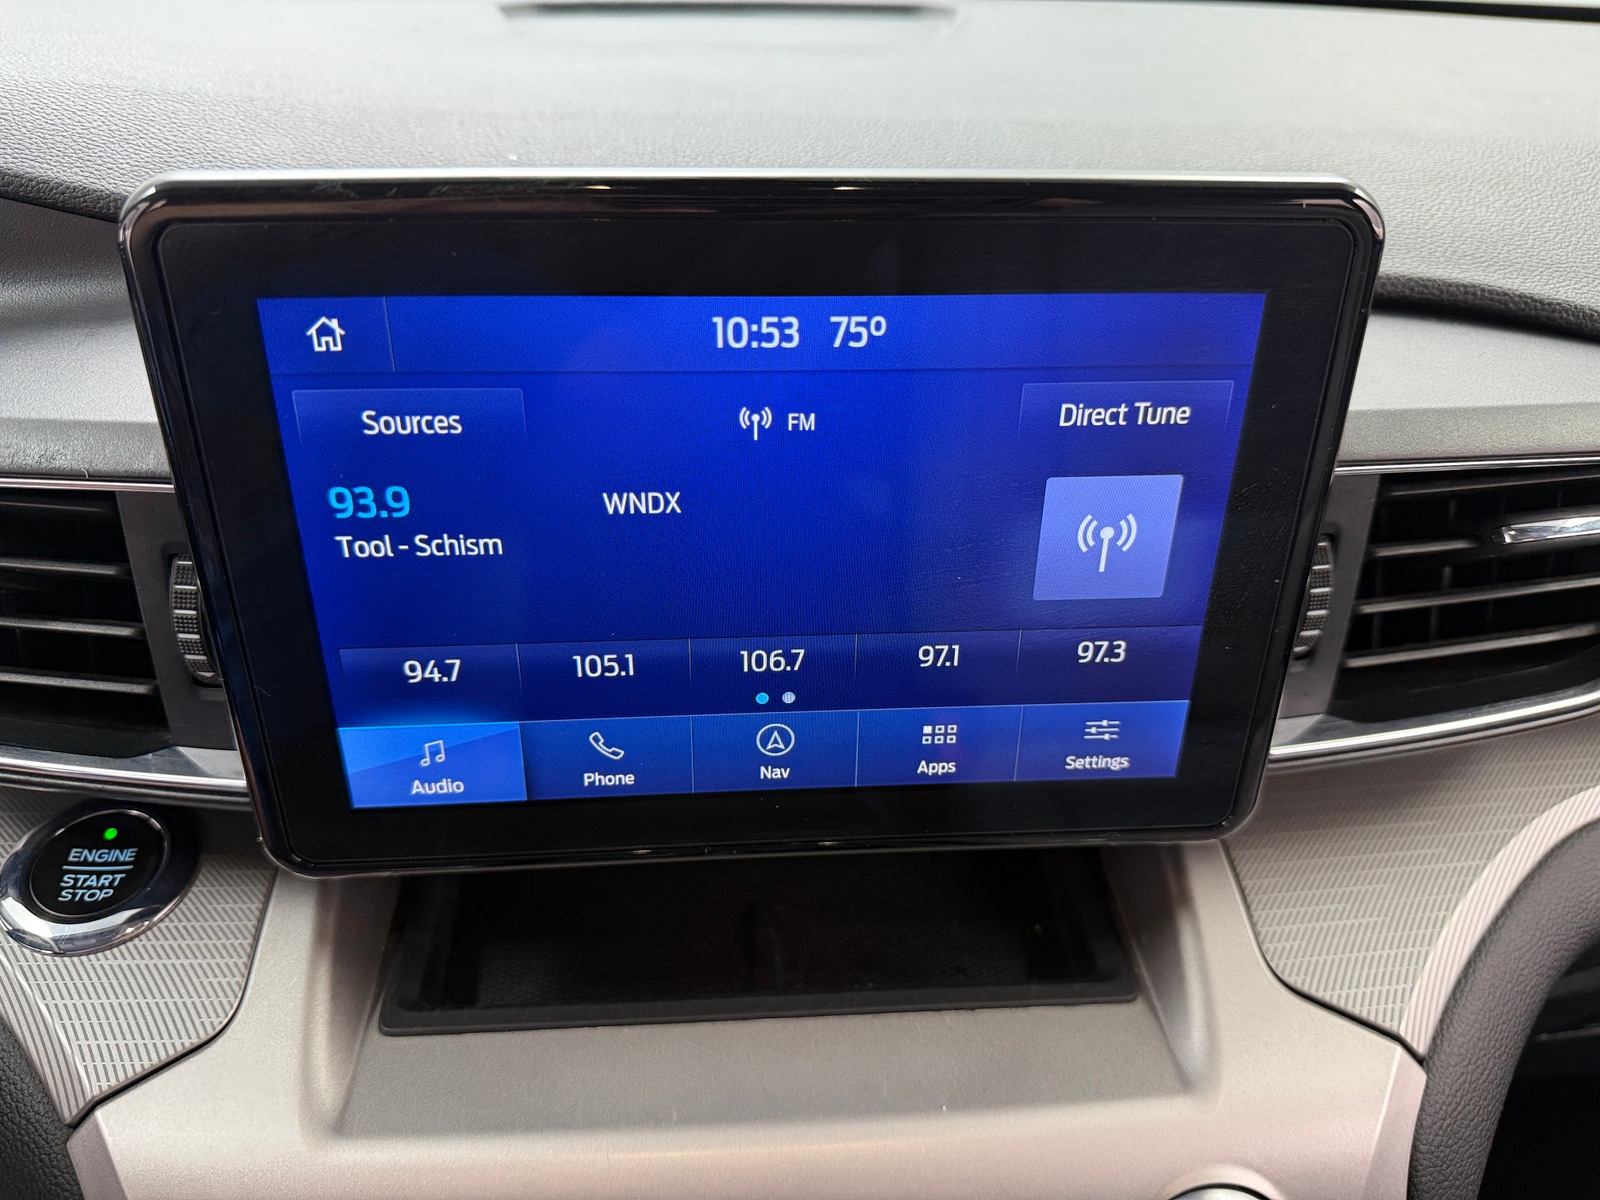 10:53 75º
Sources
FM
Direct Tune
93.9
WNDX
Tool - Schism
94.7
105.1
106.7
97.1
97.3
Audio
Phone
Nav
Apps
Settings
ENGINE
START
STOP